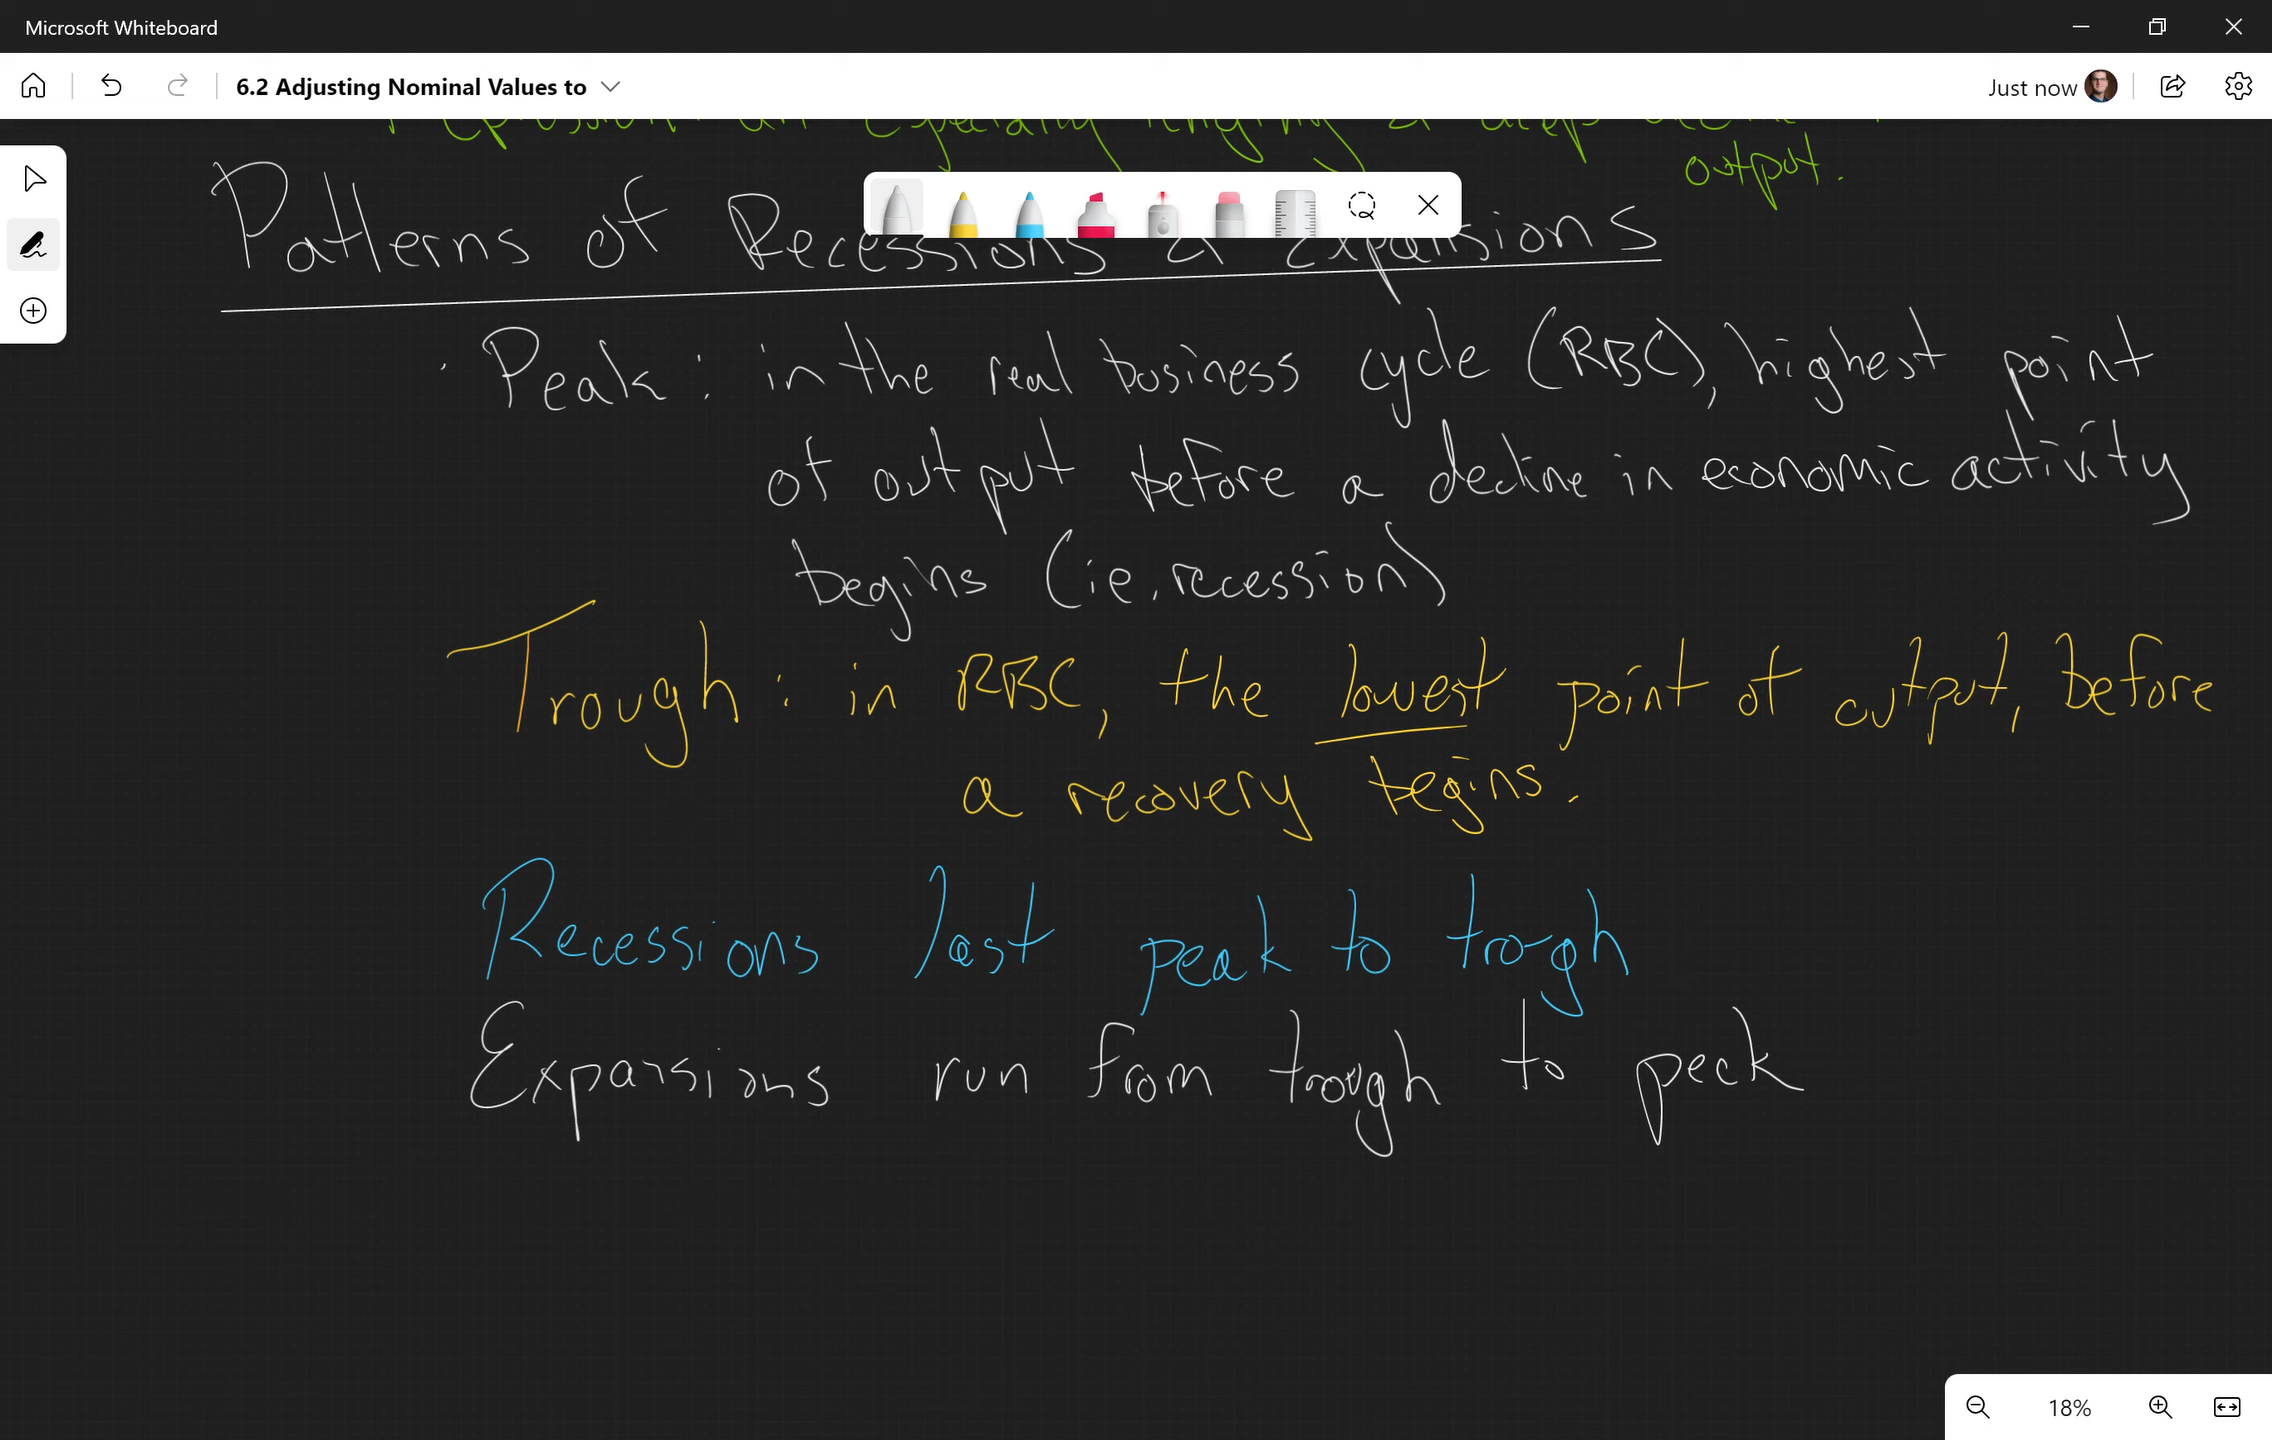 Microsoft Whiteboard
6.2 Adjusting Nominal Values to
Just now
output.
Patterns of Recessions & Expansions
Peak: in the real business cycle (RBC), highest point
of output before a decline in economic activity
begins (ie. recession)
Trough: in RBC, the lowest point of output, before
a recovery begins.
Recessions last peak to trough
Expansions run from trough to peak
18%